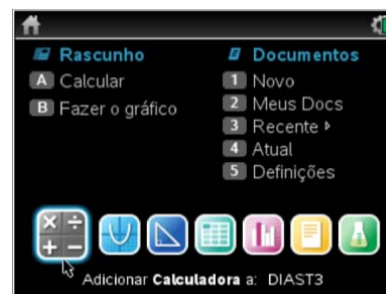 Rascunho
A Calcular
B Fazer o gráfico
Documentos
1 Novo
2 Meus Docs
3 Recente ▸
4 Atual
5 Definições
Adicionar Calculadora a: DIAST3